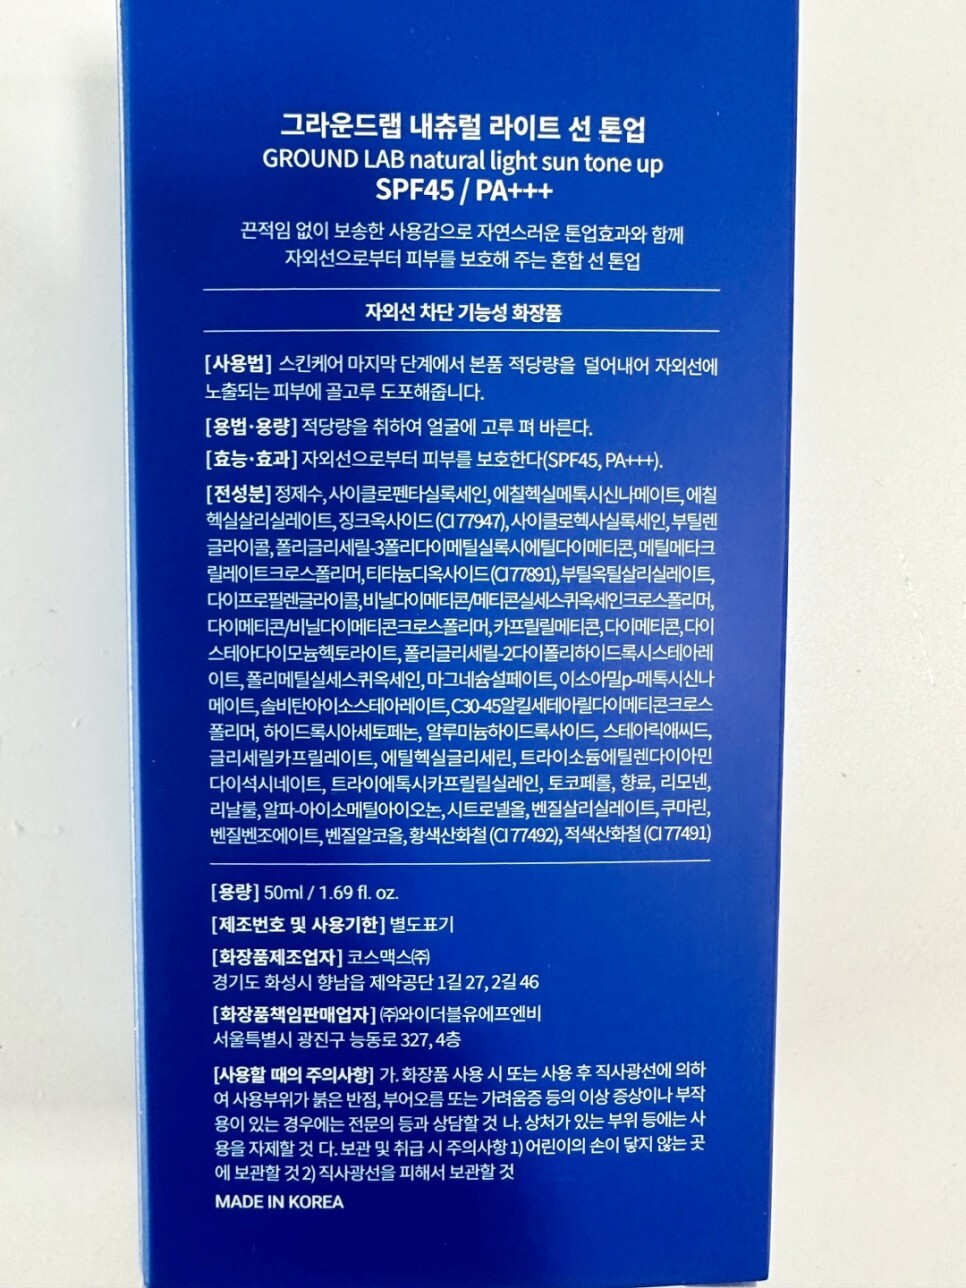 그라운드랩 내츄럴 라이트 선 톤업
GROUND LAB natural light sun tone up
SPF45 / PA+++
끈적임 없이 보송한 사용감으로 자연스러운 톤업효과와 함께
자외선으로부터 피부를 보호해 주는 혼합 선 톤업
자외선 차단 기능성 화장품
[사용법] 스킨케어 마지막 단계에서 본품 적당량을 덜어내어 자외선에
노출되는 피부에 골고루 도포해줍니다.
[용법·용량] 적당량을 취하여 얼굴에 고루 펴 바른다.
[효능·효과] 자외선으로부터 피부를 보호한다(SPF45, PA+++).
[전성분] 정제수, 사이클로펜타실록세인, 에칠헥실메톡시신나메이트, 에칠
헥실살리실레이트, 징크옥사이드 (CI 77947), 사이클로헥사실록세인, 부틸렌
글라이콜, 폴리글리세릴-3폴리다이메틸실록시에틸다이메티콘, 메틸메타크
릴레이트크로스폴리머, 티타늄디옥사이드 (CI 77891), 부틸옥틸살리실레이트,
다이프로필렌글라이콜, 비닐다이메티콘/메티콘실세스퀴옥세인크로스폴리머,
다이메티콘/비닐다이메티콘크로스폴리머, 카프릴릴메티콘, 다이메티콘, 다이
스테아다이모늄헥토라이트, 폴리글리세릴-2다이폴리하이드록시스테아레
이트, 폴리메틸실세스퀴옥세인, 마그네슘설페이트, 이소아밀p-메톡시신나
메이트, 솔비탄아이소스테아레이트, C30-45알킬세테아릴다이메티콘크로스
폴리머, 하이드록시아세토페논, 알루미늄하이드록사이드, 스테아릭애씨드,
글리세릴카프릴레이트, 에틸헥실글리세린, 트라이소듐에틸렌다이아민
다이석시네이트, 트라이에톡시카프릴릴실레인, 토코페롤, 향료, 리모넨,
리날룰, 알파-아이소메틸아이오논, 시트로넬올, 벤질살리실레이트, 쿠마린,
벤질벤조에이트, 벤질알코올, 황색산화철 (CI 77492), 적색산화철 (CI 77491)
[용량] 50ml / 1.69 fl. oz.
[제조번호 및 사용기한] 별도표기
[화장품제조업자] 코스맥스㈜
경기도 화성시 향남읍 제약공단 1길 27, 2길 46
[화장품책임판매업자] ㈜와이더블유에프엔비
서울특별시 광진구 능동로 327, 4층
[사용할 때의 주의사항] 가. 화장품 사용 시 또는 사용 후 직사광선에 의하
여 사용부위가 붉은 반점, 부어오름 또는 가려움증 등의 이상 증상이나 부작
용이 있는 경우에는 전문의 등과 상담할 것 나. 상처가 있는 부위 등에는 사
용을 자제할 것 다. 보관 및 취급 시 주의사항 1) 어린이의 손이 닿지 않는 곳
에 보관할 것 2) 직사광선을 피해서 보관할 것
MADE IN KOREA